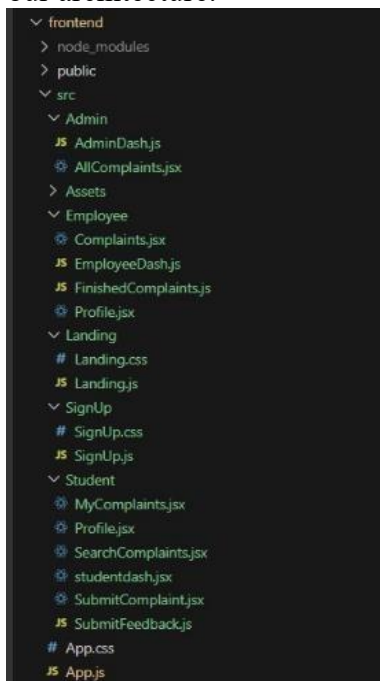 frontend
node_modules
public
src
Admin
JS AdminDash.js
AllComplaints.jsx
Assets
Employee
Complaints.jsx
JS EmployeeDash.js
JS FinishedComplaints.js
Profile.jsx
Landing
# Landing.css
JS Landing.js
SignUp
# SignUp.css
JS SignUp.js
Student
MyComplaints.jsx
Profile.jsx
SearchComplaints.jsx
studentdash.jsx
SubmitComplaint.jsx
JS SubmitFeedback.js
# App.css
JS App.js